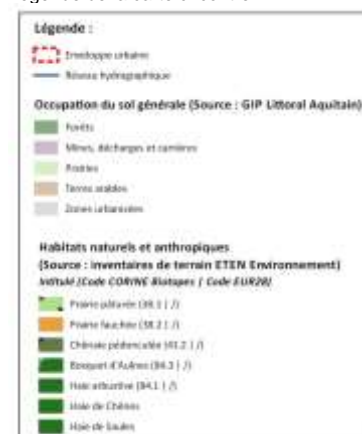 Légende :
Enveloppe urbaine
Réseau hydrographique
Occupation du sol générale (Source : GIP Littoral Aquitain)
Forêts
Mines, décharges et carrières
Prairies
Terres arables
Zones urbanisées
Habitats naturels et anthropiques
(Source : inventaires de terrain ETEN Environnement)
Intitulé (Code CORINE Biotopes | Code EUR28)
Prairie pâturée (38.1 | /)
Prairie fauchée (38.2 | /)
Chênaie pédonculée (41.2 | /)
Bosquet d'Aulnes (84.3 | /)
Haie arbustive (84.1 | /)
Haie de Chênes
Haie de Saules